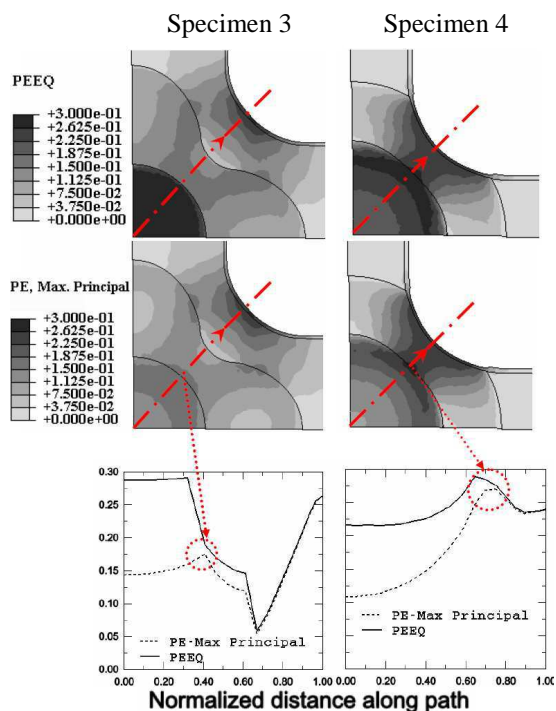 Specimen 3 Specimen 4
PEEQ
+3.000e-01
+2.625e-01
+2.250e-01
+1.875e-01
+1.500e-01
+1.125e-01
+7.500e-02
+3.750e-02
+0.000e+00
PE, Max. Principal
+3.000e-01
+2.625e-01
+2.250e-01
+1.875e-01
+1.500e-01
+1.125e-01
+7.500e-02
+3.750e-02
+0.000e+00
0.30
0.25
0.20
0.15
0.10
0.05
0.00
PE-Max Principal
PEEQ
0.00 0.20 0.40 0.60 0.80 1.00
PE-Max Principal
PEEQ
0.00 0.20 0.40 0.60 0.80 1.00
Normalized distance along path